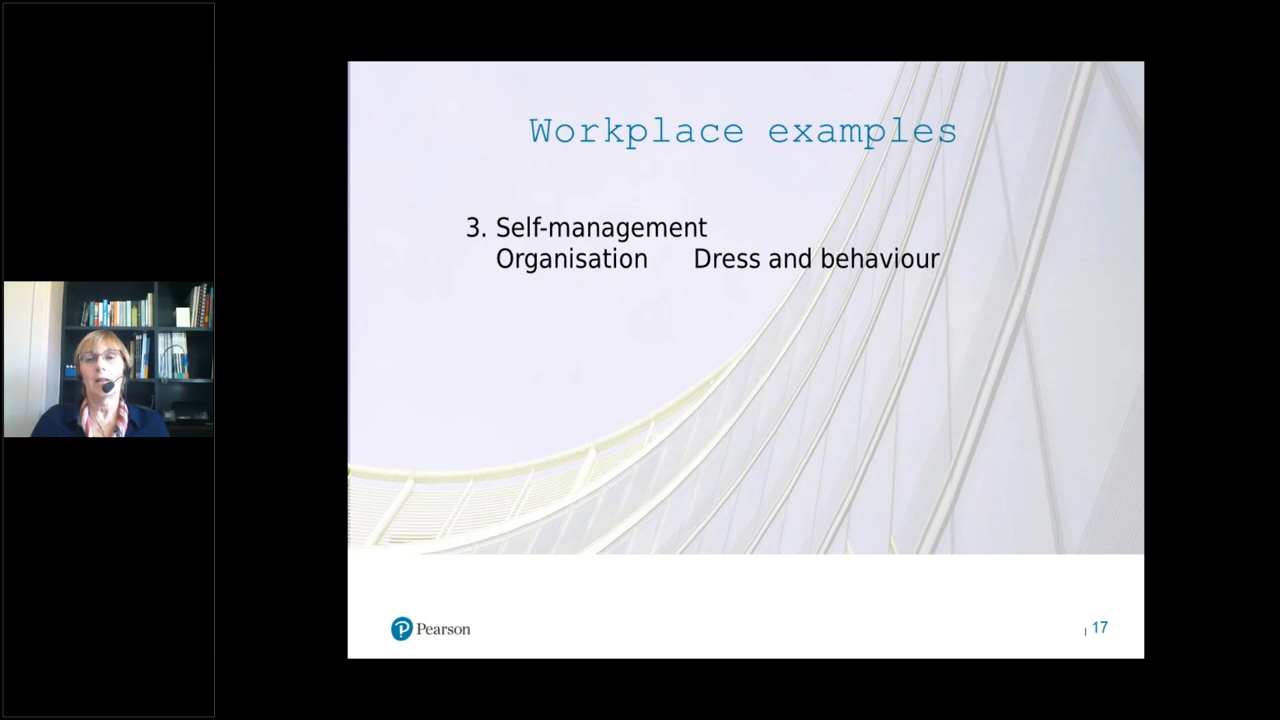 Workplace examples
3. Self-management
Organisation Dress and behaviour
Pearson
17